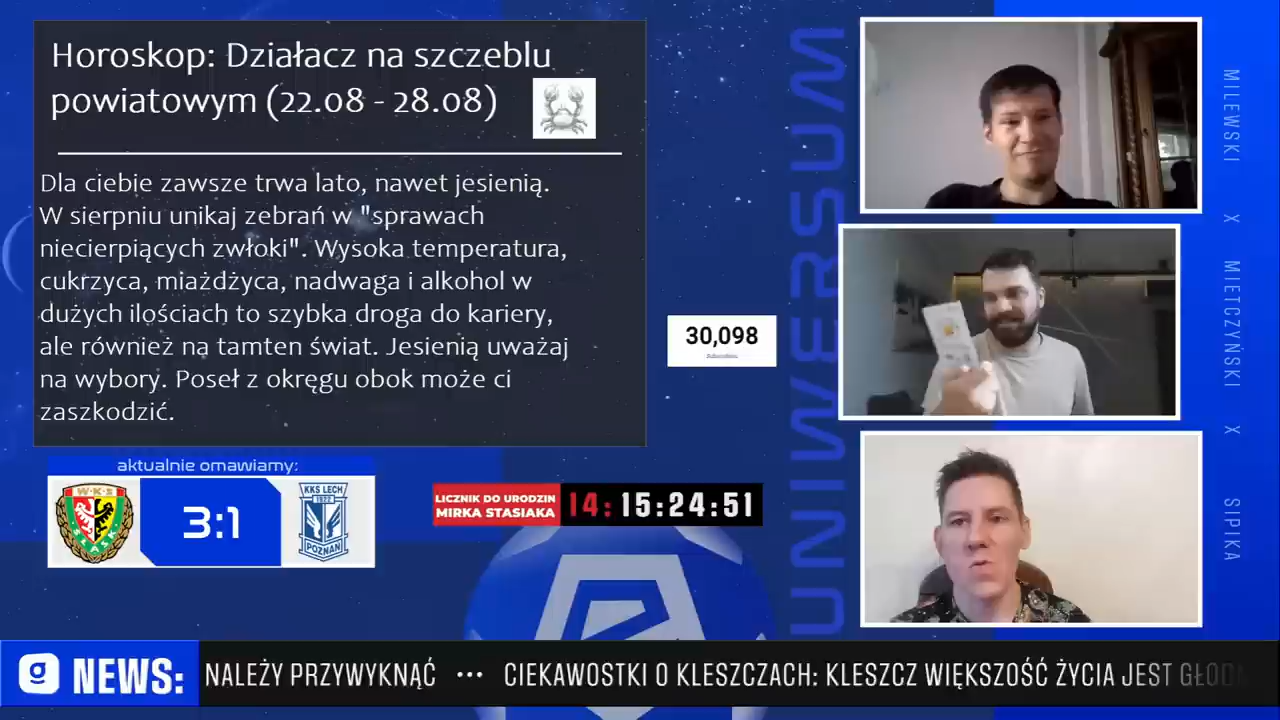 Horoskop: Działacz na szczeblu
powiatowym (22.08 - 28.08)
Dla ciebie zawsze trwa lato, nawet jesienią.
W sierpniu unikaj zebrań w "sprawach
niecierpiących zwłoki". Wysoka temperatura,
cukrzyca, miażdżyca, nadwaga i alkohol w
dużych ilościach to szybka droga do kariery,
ale również na tamten świat. Jesienią uważaj
na wybory. Poseł z okręgu obok może ci
zaszkodzić.
aktualnie omawiamy:
WKS
3:1
KKS LECH
1922
POZNAŃ
30,098
LICZNIK DO URODZIN
MIRKA STASIAKA
14:15:24:51
UNIWERSUM
MILEWSKI X MIETCZYŃSKI X SIPIKA
g NEWS:
NALEŻY PRZYWYKNĄĆ ••• CIEKAWOSTKI O KLESZCZACH: KLESZCZ WIĘKSZOŚĆ ŻYCIA JEST GŁOD